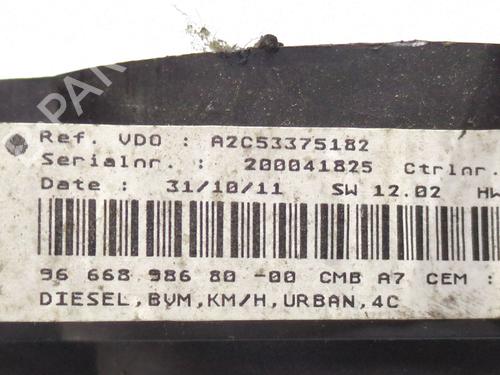 Ref. VDO : A2C53375182
Serialnr. : 200041825 Ctrlnr.
Date : 31/10/11 SW 12.02 HW
96 668 986 80 -00 CMB A7 CEM :
DIESEL,BVM,KM/H,URBAN,4C